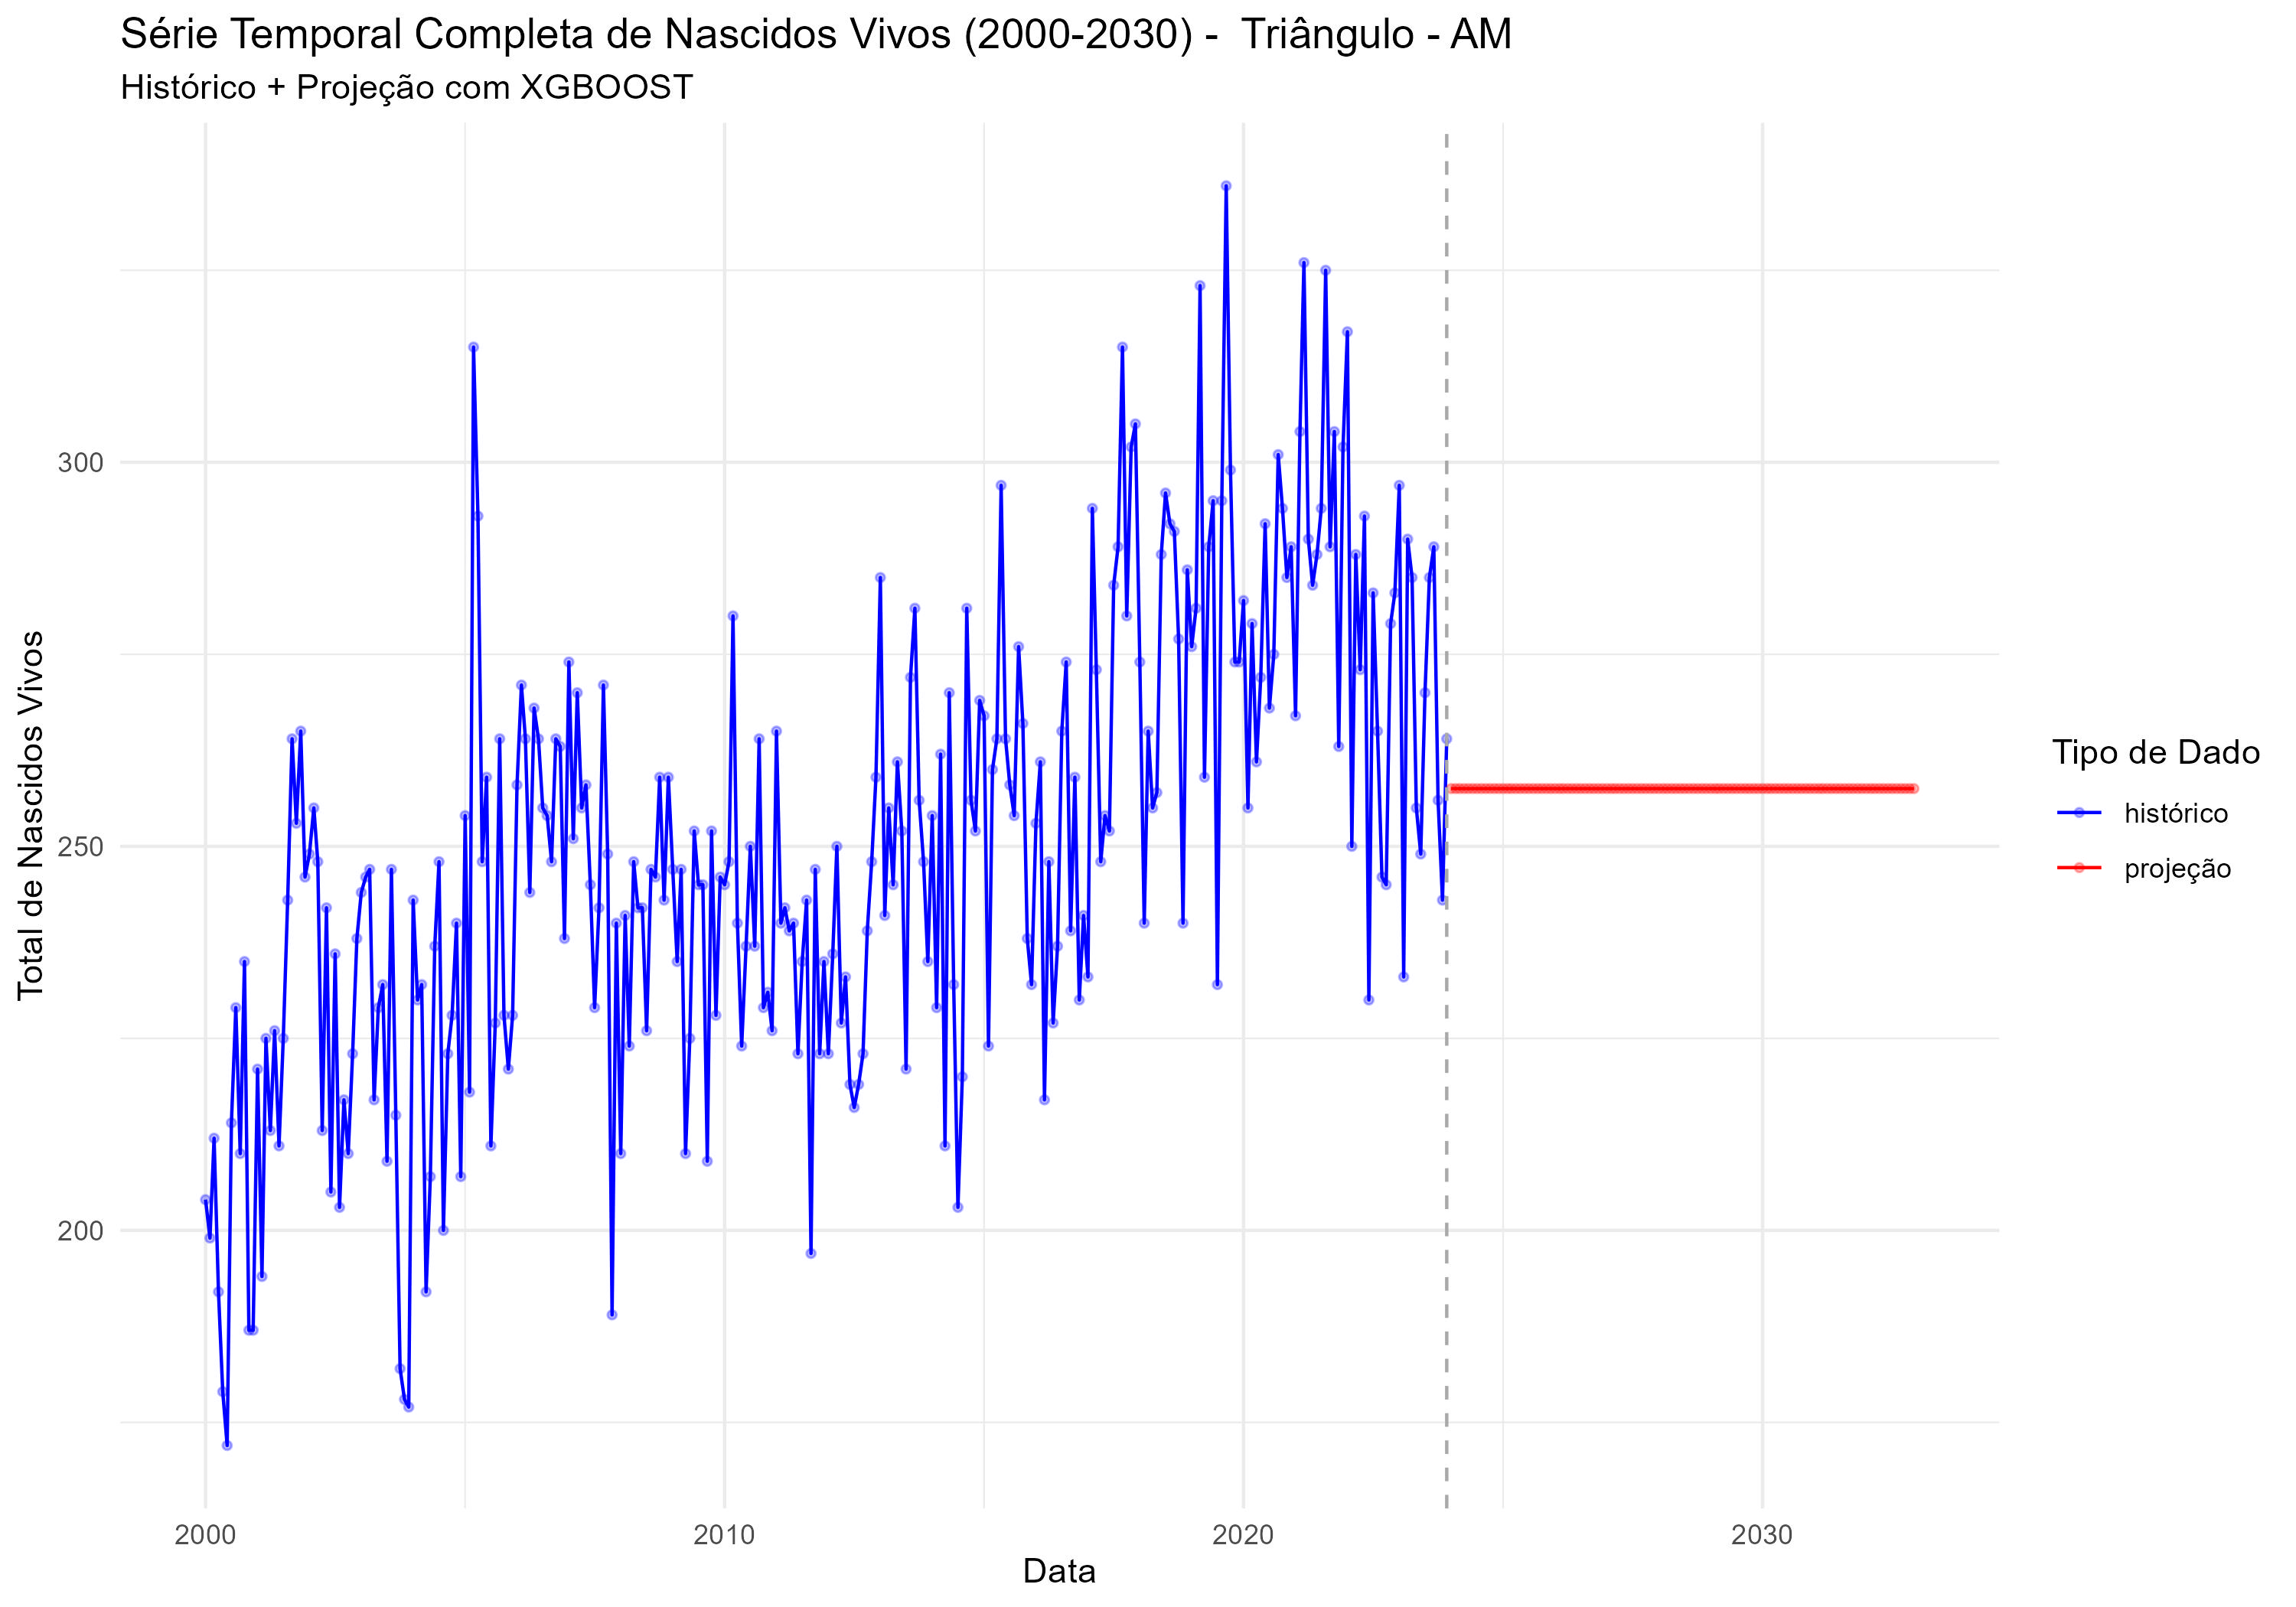 Série Temporal Completa de Nascidos Vivos (2000-2030) -  Triângulo - AM
Histórico + Projeção com XGBOOST
Total de Nascidos Vivos
300
250
200
2000
2010
2020
2030
Data
Tipo de Dado
histórico
projeção